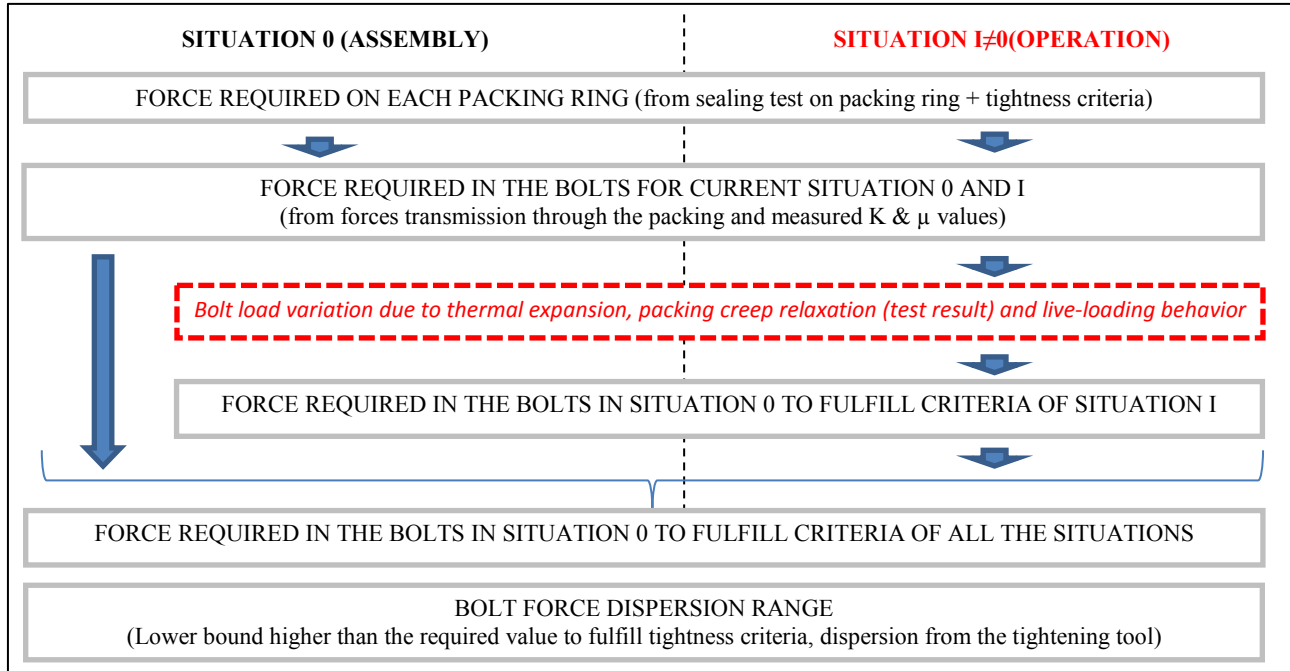 SITUATION 0 (ASSEMBLY)
SITUATION I≠0(OPERATION)
FORCE REQUIRED ON EACH PACKING RING (from sealing test on packing ring + tightness criteria)
FORCE REQUIRED IN THE BOLTS FOR CURRENT SITUATION 0 AND I
(from forces transmission through the packing and measured K & µ values)
Bolt load variation due to thermal expansion, packing creep relaxation (test result) and live-loading behavior
FORCE REQUIRED IN THE BOLTS IN SITUATION 0 TO FULFILL CRITERIA OF SITUATION I
FORCE REQUIRED IN THE BOLTS IN SITUATION 0 TO FULFILL CRITERIA OF ALL THE SITUATIONS
BOLT FORCE DISPERSION RANGE
(Lower bound higher than the required value to fulfill tightness criteria, dispersion from the tightening tool)